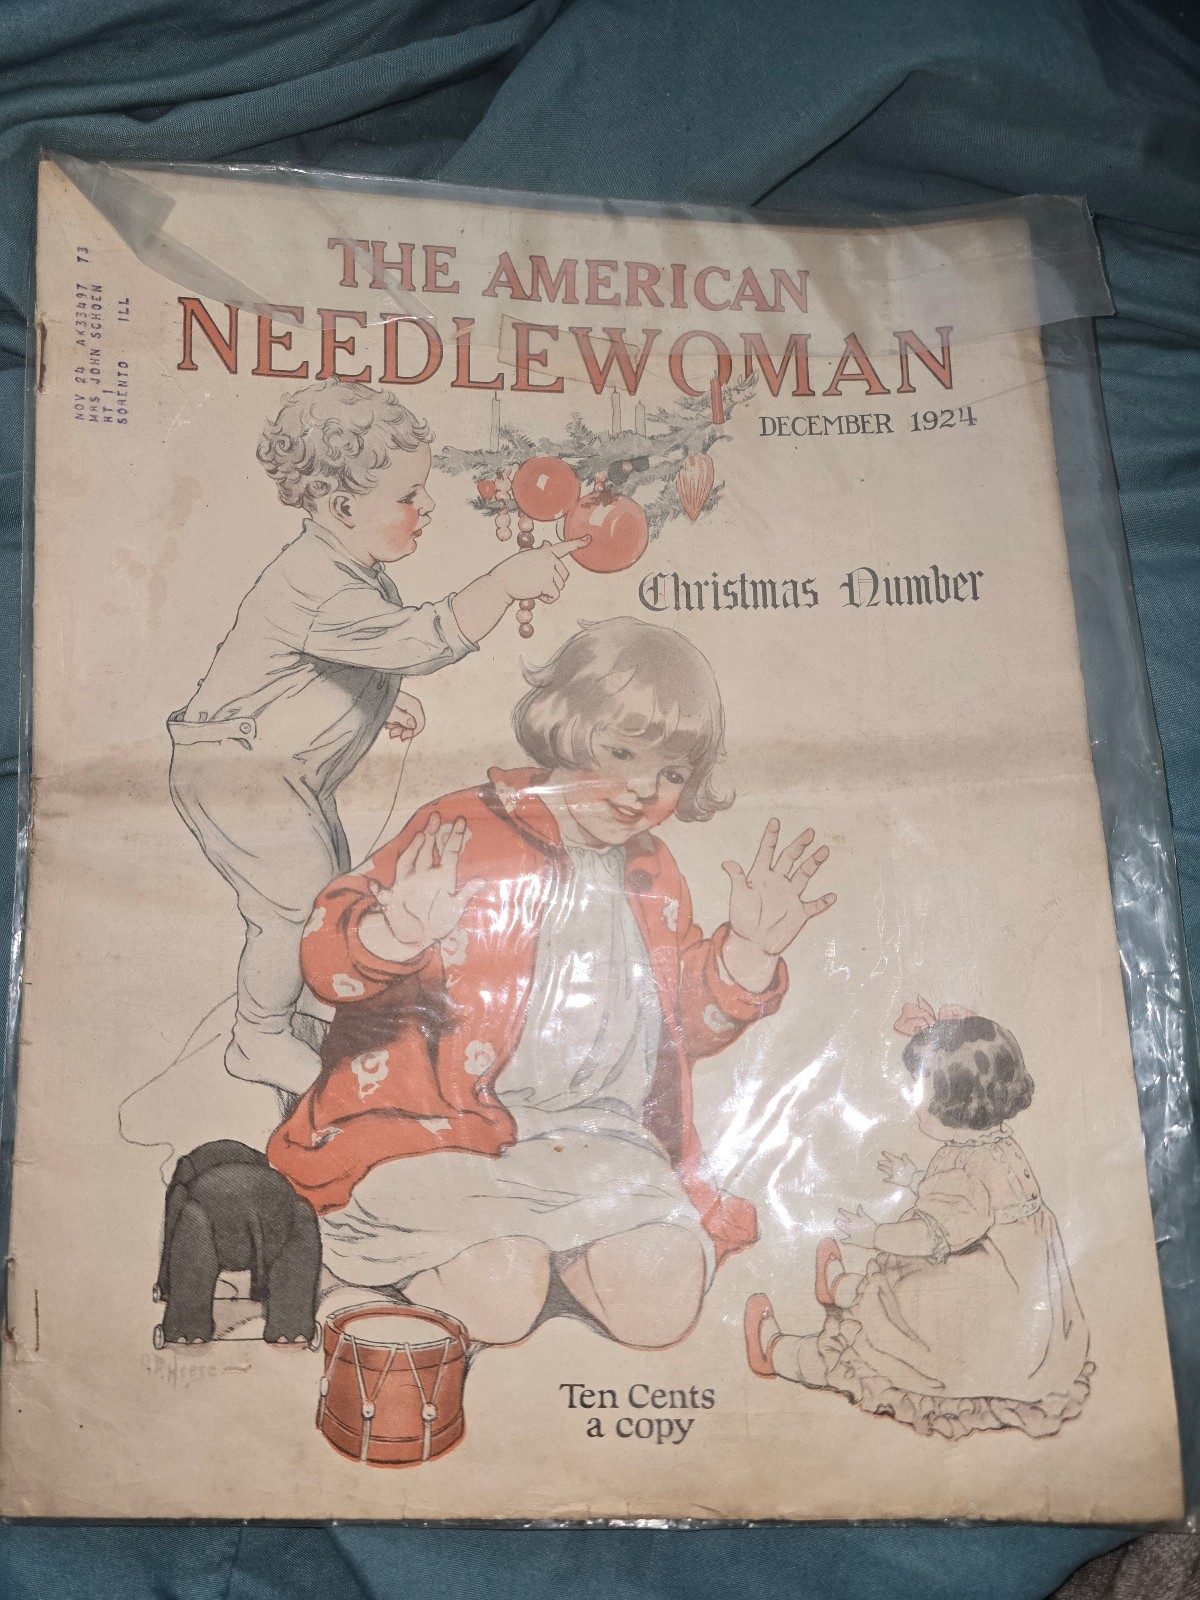 THE AMERICAN
NEEDLEWOMAN
DECEMBER 1924
Christmas Number
NOV 24 AK33497 T3
MRS JOHN SCHOEN
RT 1
SORENTO ILL
Ten Cents
a copy